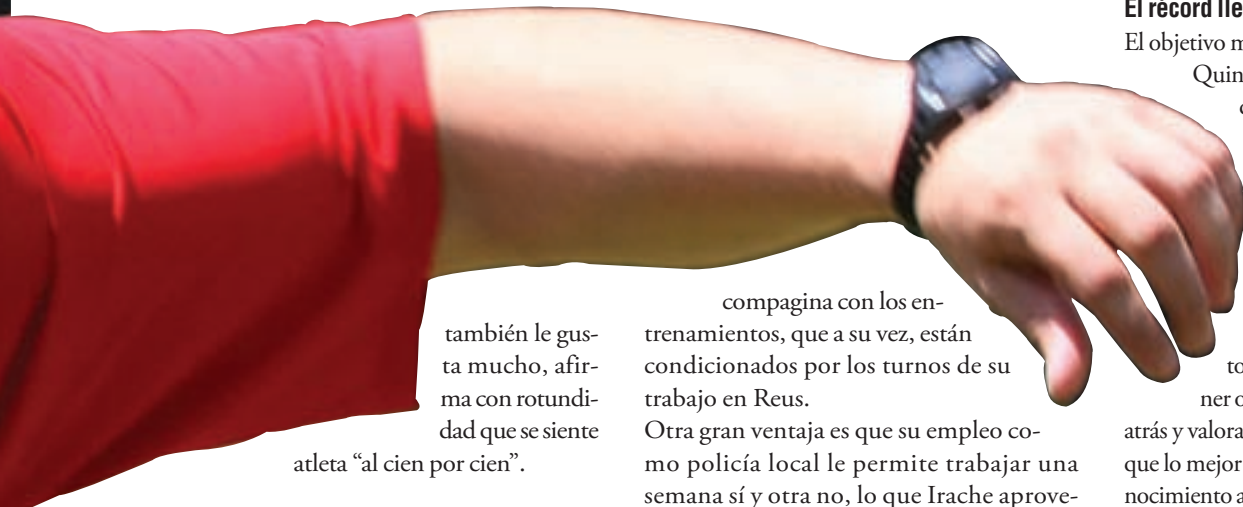 también le gus-
ta mucho, afir-
ma con rotundi-
dad que se siente
atleta “al cien por cien”.
compagina con los en-
trenamientos, que a su vez, están
condicionados por los turnos de su
trabajo en Reus.
Otra gran ventaja es que su empleo co-
mo policía local le permite trabajar una
semana sí y otra no, lo que Irache aprove-
El récord lle
El objetivo m
Quin
to
ner o
atrás y valora
que lo mejor
nocimiento a